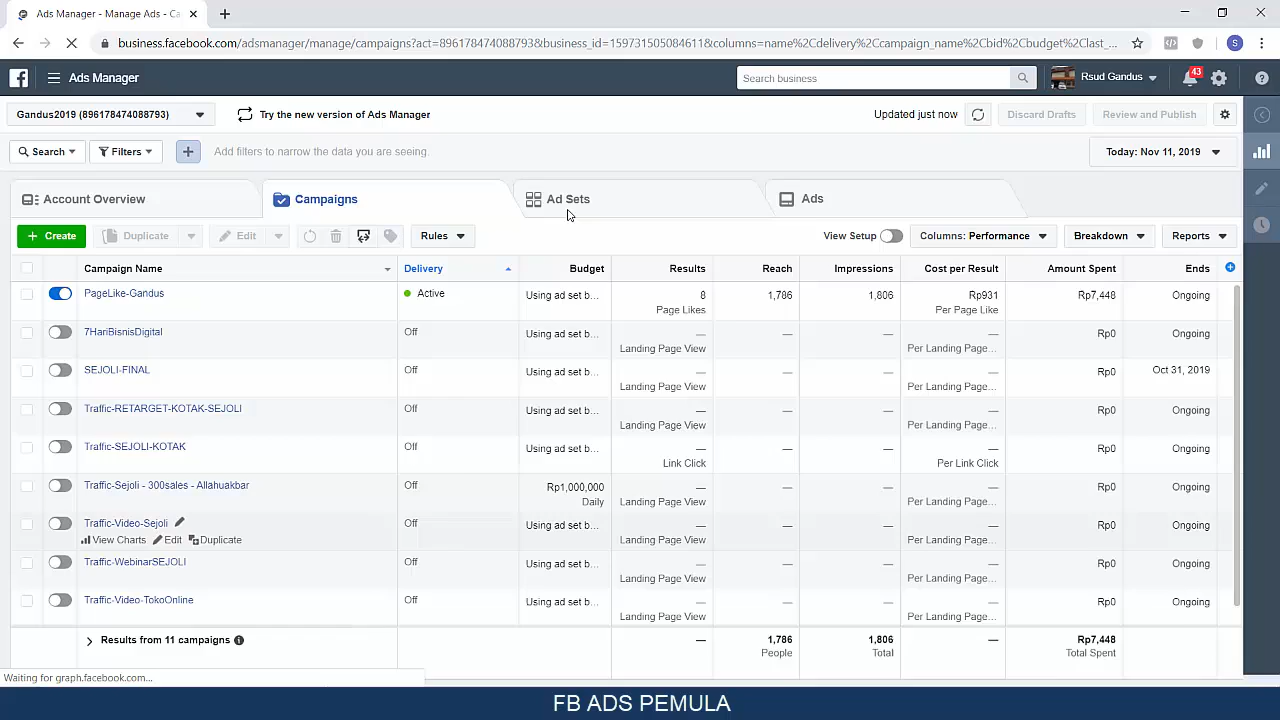 Ads Manager - Manage Ads - Ca
business.facebook.com/adsmanager/manage/campaigns?act=896178474088793&business_id=159731505084611&columns=name%2Cdelivery%2Ccampaign_name%2Cbid%2Cbudget%2Clast_...
S
Ads Manager
Search business
Rsud Gandus
43
Gandus2019 (896178474088793)
Try the new version of Ads Manager
Updated just now
Discard Drafts
Review and Publish
Search
Filters
Add filters to narrow the data you are seeing.
Today: Nov 11, 2019
Account Overview
Campaigns
Ad Sets
Ads
Create
Duplicate
Edit
Rules
View Setup
Columns: Performance
Breakdown
Reports
Campaign Name Delivery Budget Results Reach Impressions Cost per Result Amount Spent Ends
PageLike-Gandus Active Using ad set b... 8 1,786 1,806 Rp931 Rp7,448 Ongoing
Page Likes Per Page Like
7HariBisnisDigital Off Using ad set b... — — — — Rp0 Ongoing
Landing Page View Per Landing Page...
SEJOLI-FINAL Off Using ad set b... — — — — Rp0 Oct 31, 2019
Landing Page View Per Landing Page...
Traffic-RETARGET-KOTAK-SEJOLI Off Using ad set b... — — — — Rp0 Ongoing
Landing Page View Per Landing Page...
Traffic-SEJOLI-KOTAK Off Using ad set b... — — — — Rp0 Ongoing
Link Click Per Link Click
Traffic-Sejoli - 300sales - Allahuakbar Off Rp1,000,000 — — — — Rp0 Ongoing
Daily Landing Page View Per Landing Page...
Traffic-Video-Sejoli Off Using ad set b... — — — — Rp0 Ongoing
View Charts Edit Duplicate Landing Page View Per Landing Page...
Traffic-WebinarSEJOLI Off Using ad set b... — — — — Rp0 Ongoing
Landing Page View Per Landing Page...
Traffic-Video-TokoOnline Off Using ad set b... — — — — Rp0 Ongoing
Landing Page View Per Landing Page...
Results from 11 campaigns — 1,786 1,806 — Rp7,448
People Total Total Spent
Waiting for graph.facebook.com...
FB ADS PEMULA